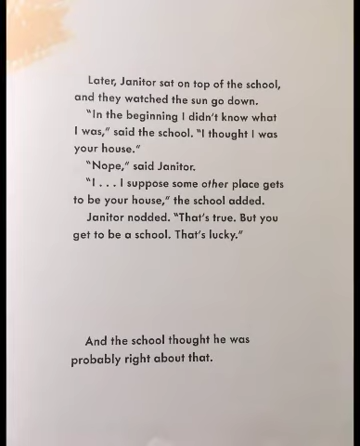 Later, Janitor sat on top of the school,
and they watched the sun go down.
"In the beginning I didn't know what
I was," said the school. "I thought I was
your house."
"Nope," said Janitor.
"I . . . I suppose some other place gets
to be your house," the school added.
Janitor nodded. "That's true. But you
get to be a school. That's lucky."
And the school thought he was
probably right about that.